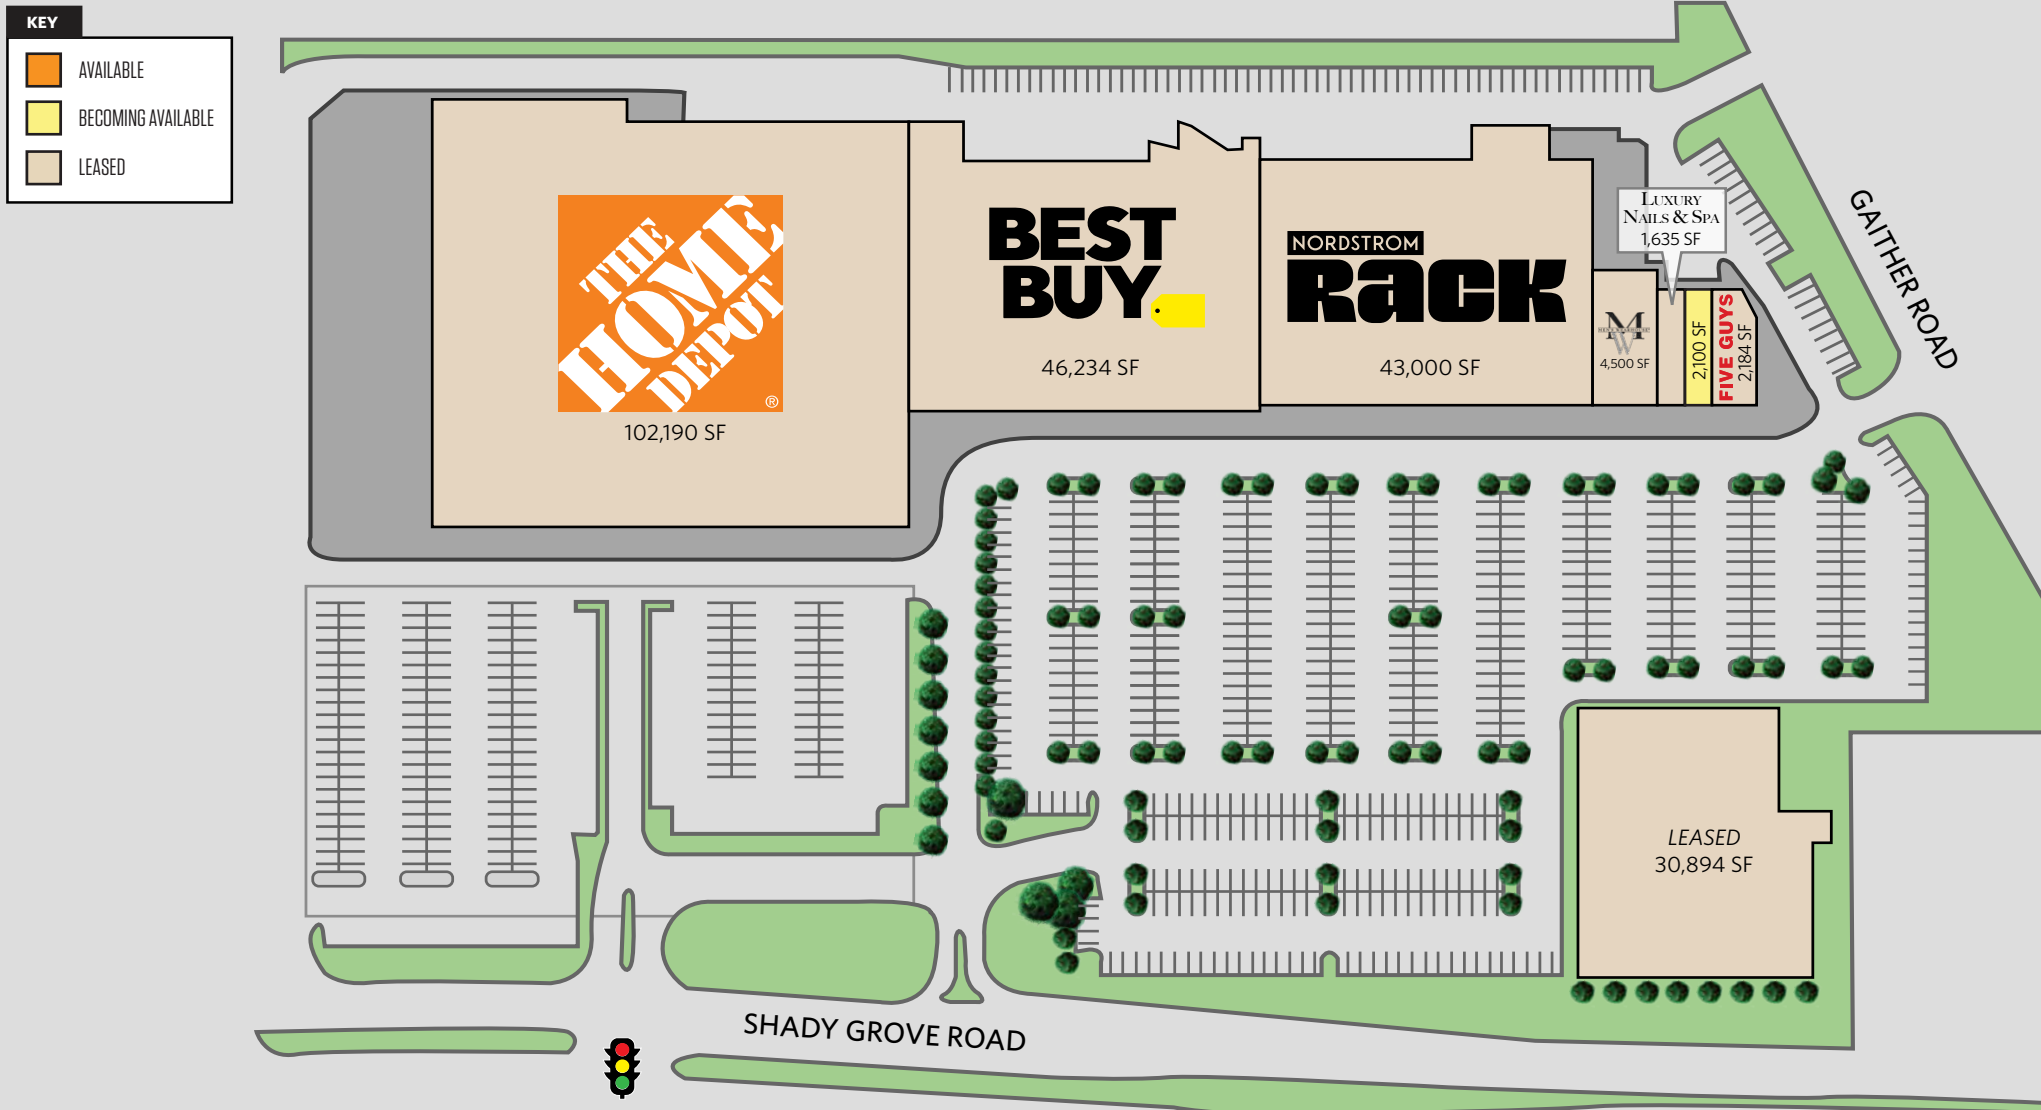 KEY
AVAILABLE
BECOMING AVAILABLE
LEASED
THE
HOME
DEPOT
®
102,190 SF
BEST
BUY
46,234 SF
NORDSTROM
RACK
43,000 SF
MW
4,500 SF
LUXURY
NAILS & SPA
1,635 SF
2,100 SF
FIVE GUYS
2,184 SF
GAITHER ROAD
LEASED
30,894 SF
SHADY GROVE ROAD